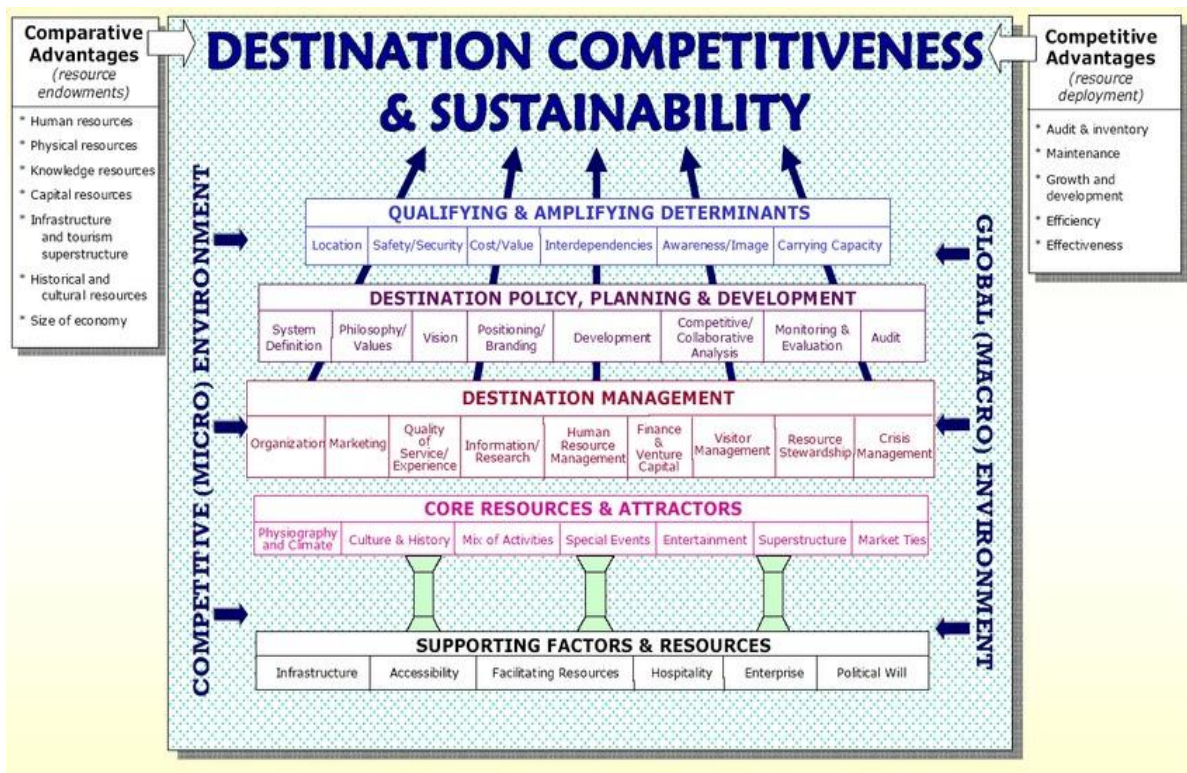 Comparative
Advantages
(resource
endowments)
* Human resources
* Physical resources
* Knowledge resources
* Capital resources
* Infrastructure
and tourism
superstructure
* Historical and
cultural resources
* Size of economy
DESTINATION COMPETITIVENESS
& SUSTAINABILITY
Competitive
Advantages
(resource
deployment)
* Audit & inventory
* Maintenance
* Growth and
development
* Efficiency
* Effectiveness
COMPETITIVE (MICRO) ENVIRONMENT
GLOBAL (MACRO) ENVIRONMENT
QUALIFYING & AMPLIFYING DETERMINANTS
Location
Safety/Security
Cost/Value
Interdependencies
Awareness/Image
Carrying Capacity
DESTINATION POLICY, PLANNING & DEVELOPMENT
System
Definition
Philosophy/
Values
Vision
Positioning/
Branding
Development
Competitive/
Collaborative
Analysis
Monitoring &
Evaluation
Audit
DESTINATION MANAGEMENT
Organization
Marketing
Quality
of
Service/
Experience
Information/
Research
Human
Resource
Management
Finance
&
Venture
Capital
Visitor
Management
Resource
Stewardship
Crisis
Management
CORE RESOURCES & ATTRACTORS
Physiography
and Climate
Culture & History
Mix of Activities
Special Events
Entertainment
Superstructure
Market Ties
SUPPORTING FACTORS & RESOURCES
Infrastructure
Accessibility
Facilitating Resources
Hospitality
Enterprise
Political Will